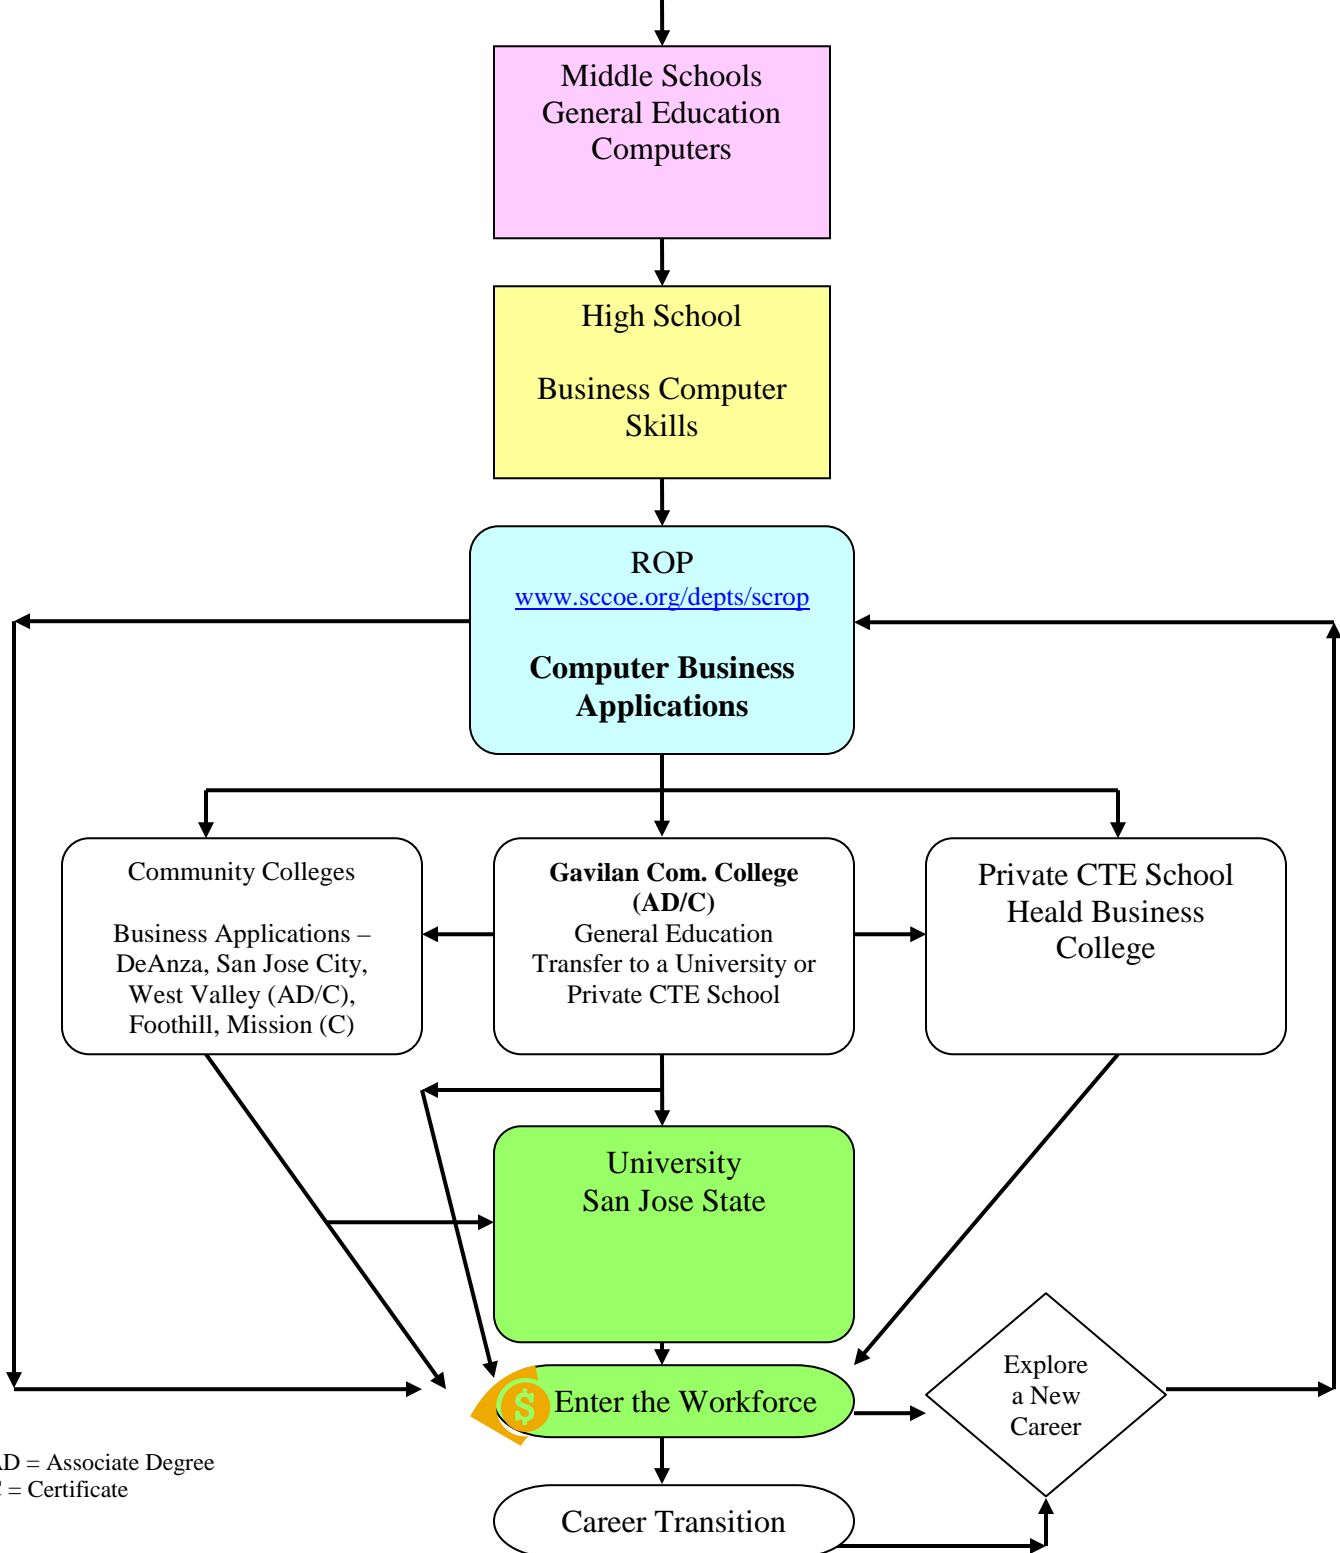 Middle Schools
General Education
Computers
High School
Business Computer
Skills
ROP
www.sccoe.org/depts/scrop
Computer Business
Applications
Community Colleges
Business Applications –
DeAnza, San Jose City,
West Valley (AD/C),
Foothill, Mission (C)
Gavilan Com. College
(AD/C)
General Education
Transfer to a University or
Private CTE School
Private CTE School
Heald Business
College
University
San Jose State
$ Enter the Workforce
Explore
a New
Career
AD = Associate Degree
C = Certificate
Career Transition